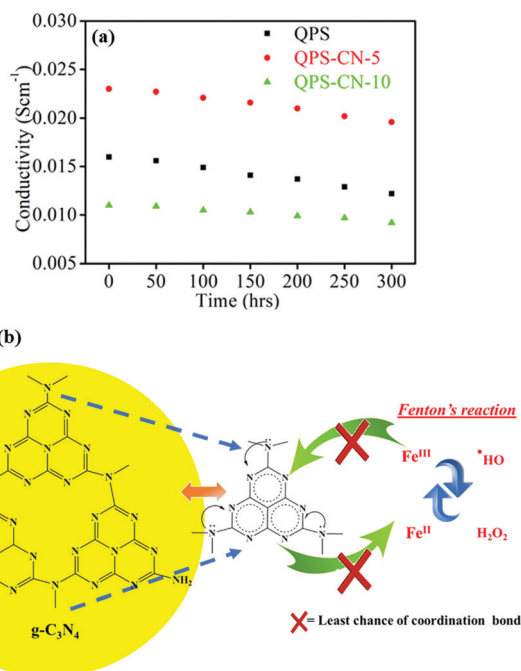 (a)
QPS
QPS-CN-5
QPS-CN-10
Conductivity (Scm⁻¹)
0.030
0.025
0.020
0.015
0.010
0.005
0 50 100 150 200 250 300
Time (hrs)
(b)
g-C₃N₄
NH₂
Fenton's reaction
Feᴵᴵᴵ •HO
Feᴵᴵ H₂O₂
= Least chance of coordination bond